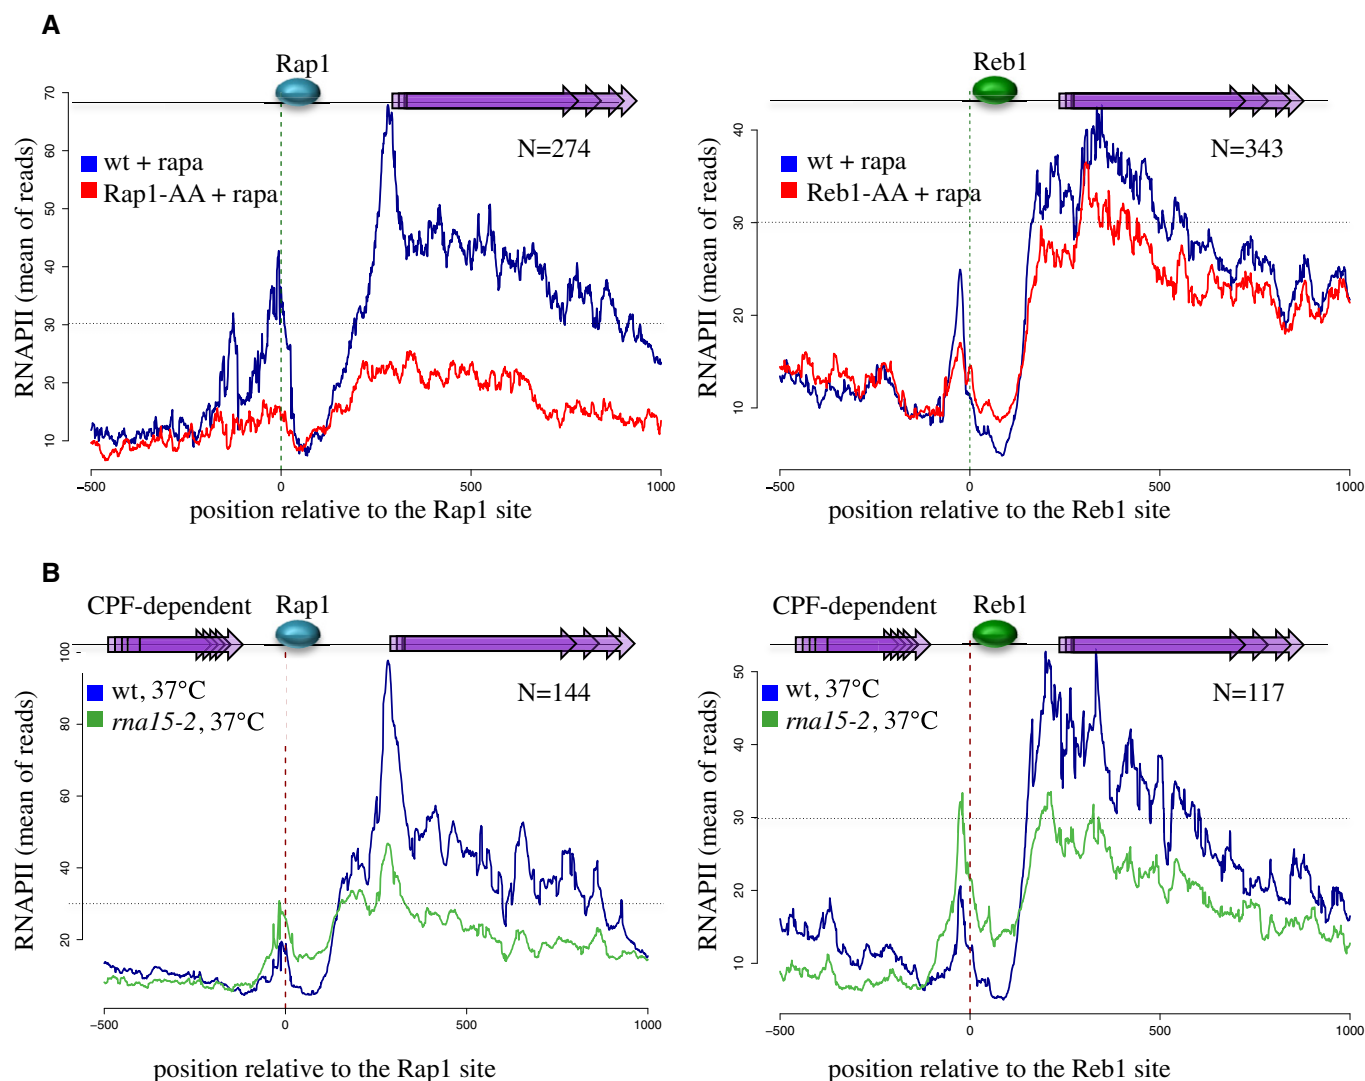 A
Rap1
Reb1
70
60
50
40
30
20
10
RNAPII (mean of reads)
wt + rapa
Rap1-AA + rapa
N=274
−500
0
500
1000
position relative to the Rap1 site
40
30
20
10
RNAPII (mean of reads)
wt + rapa
Reb1-AA + rapa
N=343
−500
0
500
1000
position relative to the Reb1 site
B
CPF-dependent
Rap1
100
80
60
40
20
RNAPII (mean of reads)
wt, 37°C
rna15-2, 37°C
N=144
−500
0
500
1000
position relative to the Rap1 site
CPF-dependent
Reb1
50
40
30
20
10
RNAPII (mean of reads)
wt, 37°C
rna15-2, 37°C
N=117
−500
0
500
1000
position relative to the Reb1 site